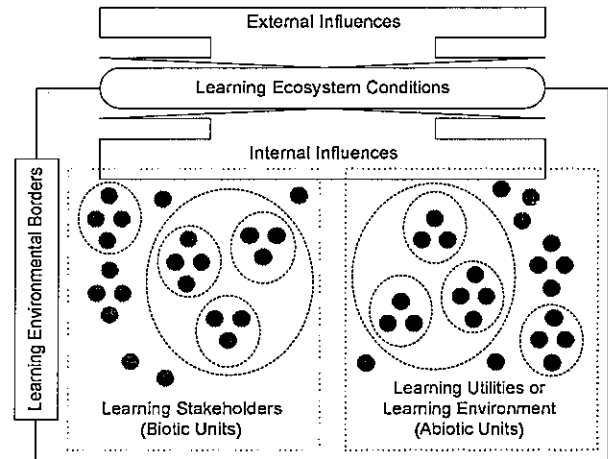 External Influences
Learning Ecosystem Conditions
Internal Influences
Learning Environmental Borders
Learning Stakeholders
(Biotic Units)
Learning Utilities or
Learning Environment
(Abiotic Units)